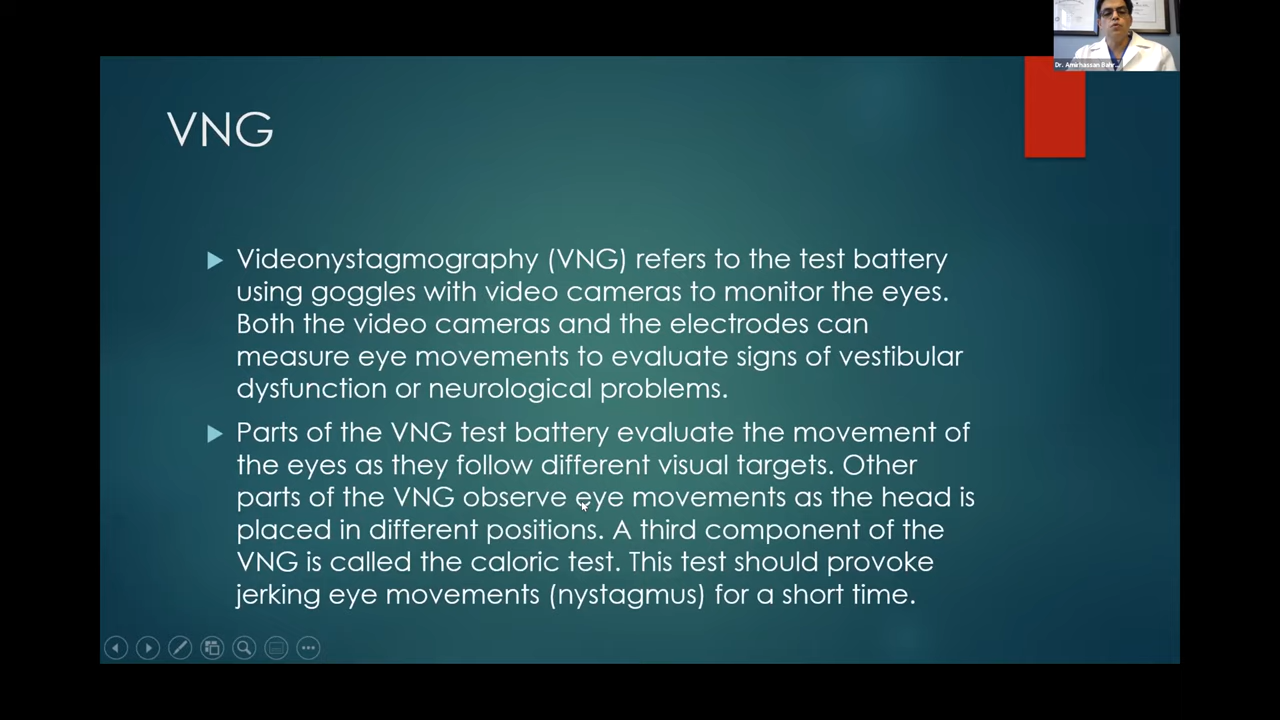 Dr. Amirhassan Bahr...
VNG
Videonystagmography (VNG) refers to the test battery
using goggles with video cameras to monitor the eyes.
Both the video cameras and the electrodes can
measure eye movements to evaluate signs of vestibular
dysfunction or neurological problems.
Parts of the VNG test battery evaluate the movement of
the eyes as they follow different visual targets. Other
parts of the VNG observe eye movements as the head is
placed in different positions. A third component of the
VNG is called the caloric test. This test should provoke
jerking eye movements (nystagmus) for a short time.